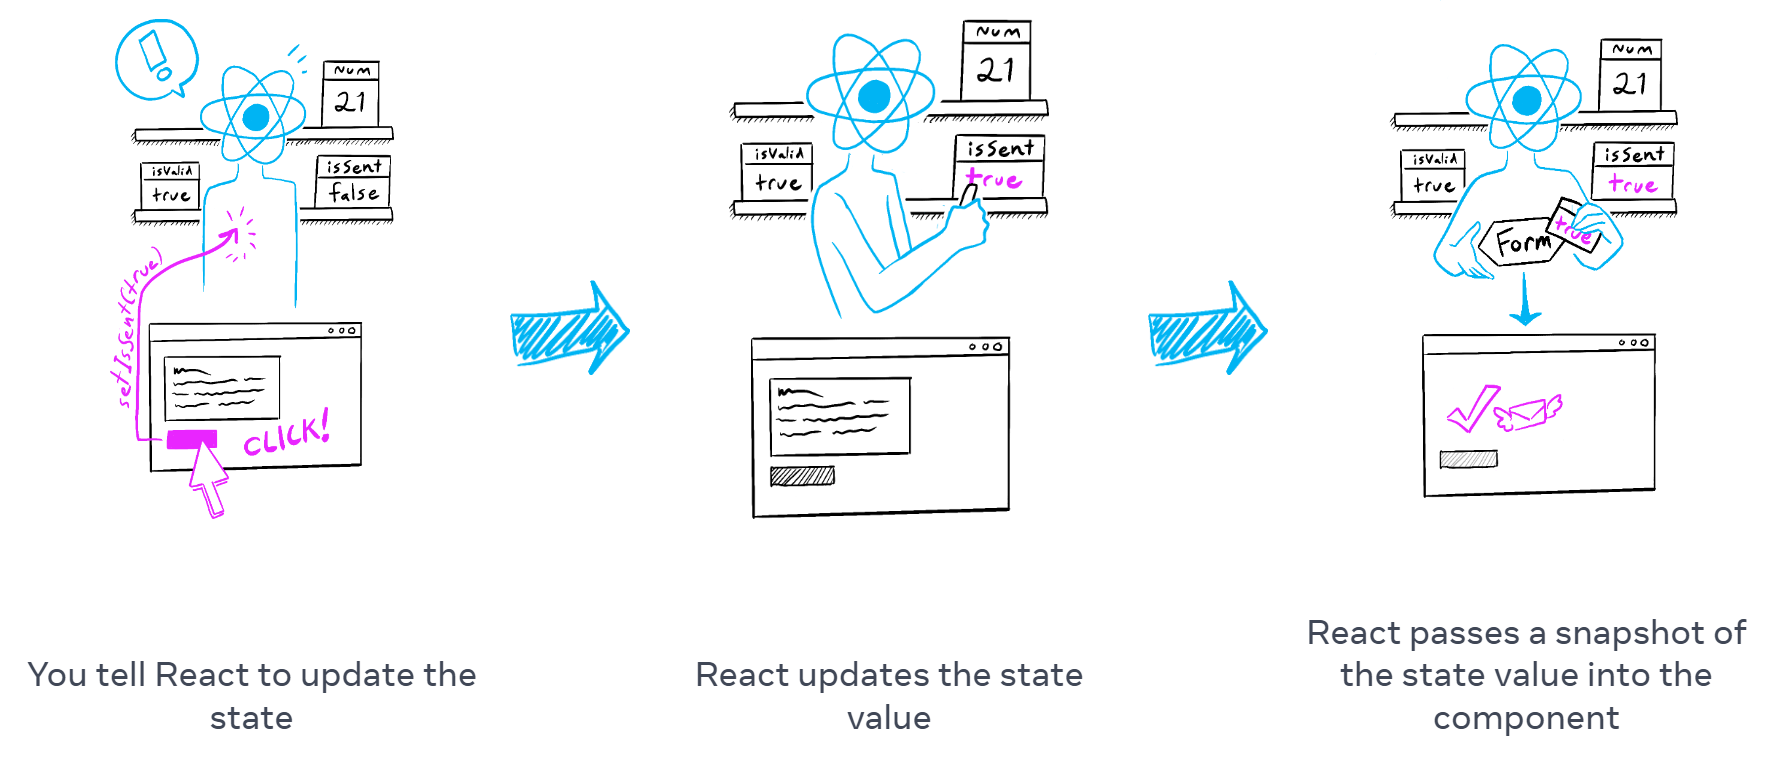 !
Num
21
isValid
true
isSent
false
setIsSent(true)
CLICK!
You tell React to update the
state
Num
21
isValid
true
isSent
true
React updates the state
value
Num
21
isValid
true
isSent
true
Form
true
React passes a snapshot of
the state value into the
component